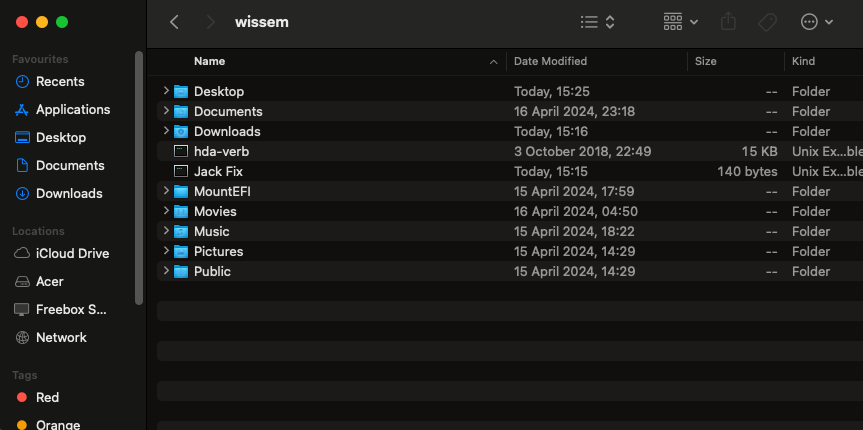 wissem
Favourites
Recents
Applications
Desktop
Documents
Downloads
Locations
iCloud Drive
Acer
Freebox S...
Network
Tags
Red
Orange
Name Date Modified Size Kind
Desktop Today, 15:25 -- Folder
Documents 16 April 2024, 23:18 -- Folder
Downloads Today, 15:16 -- Folder
hda-verb 3 October 2018, 22:49 15 KB Unix Ex...ble
Jack Fix Today, 15:15 140 bytes Unix Ex...ble
MountEFI 15 April 2024, 17:59 -- Folder
Movies 16 April 2024, 04:50 -- Folder
Music 15 April 2024, 18:22 -- Folder
Pictures 15 April 2024, 14:29 -- Folder
Public 15 April 2024, 14:29 -- Folder